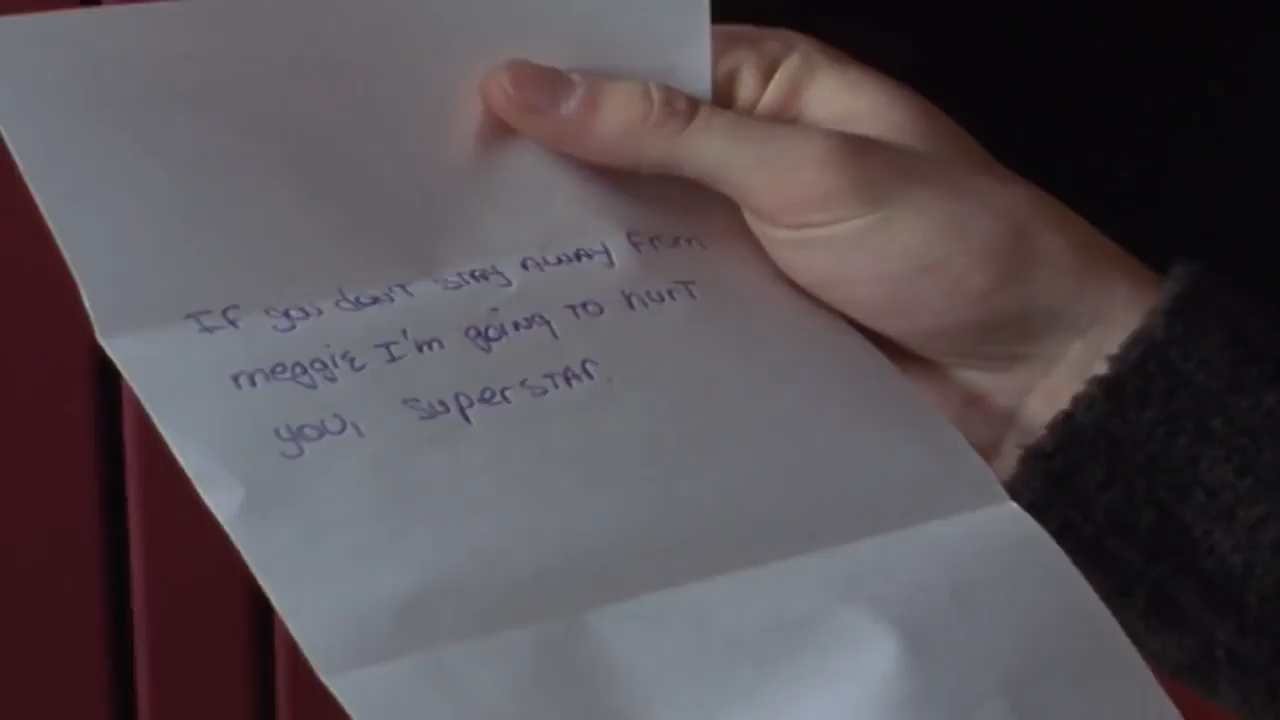 If you don't stay away from
meggie I'm going to hurt
you, superstar.